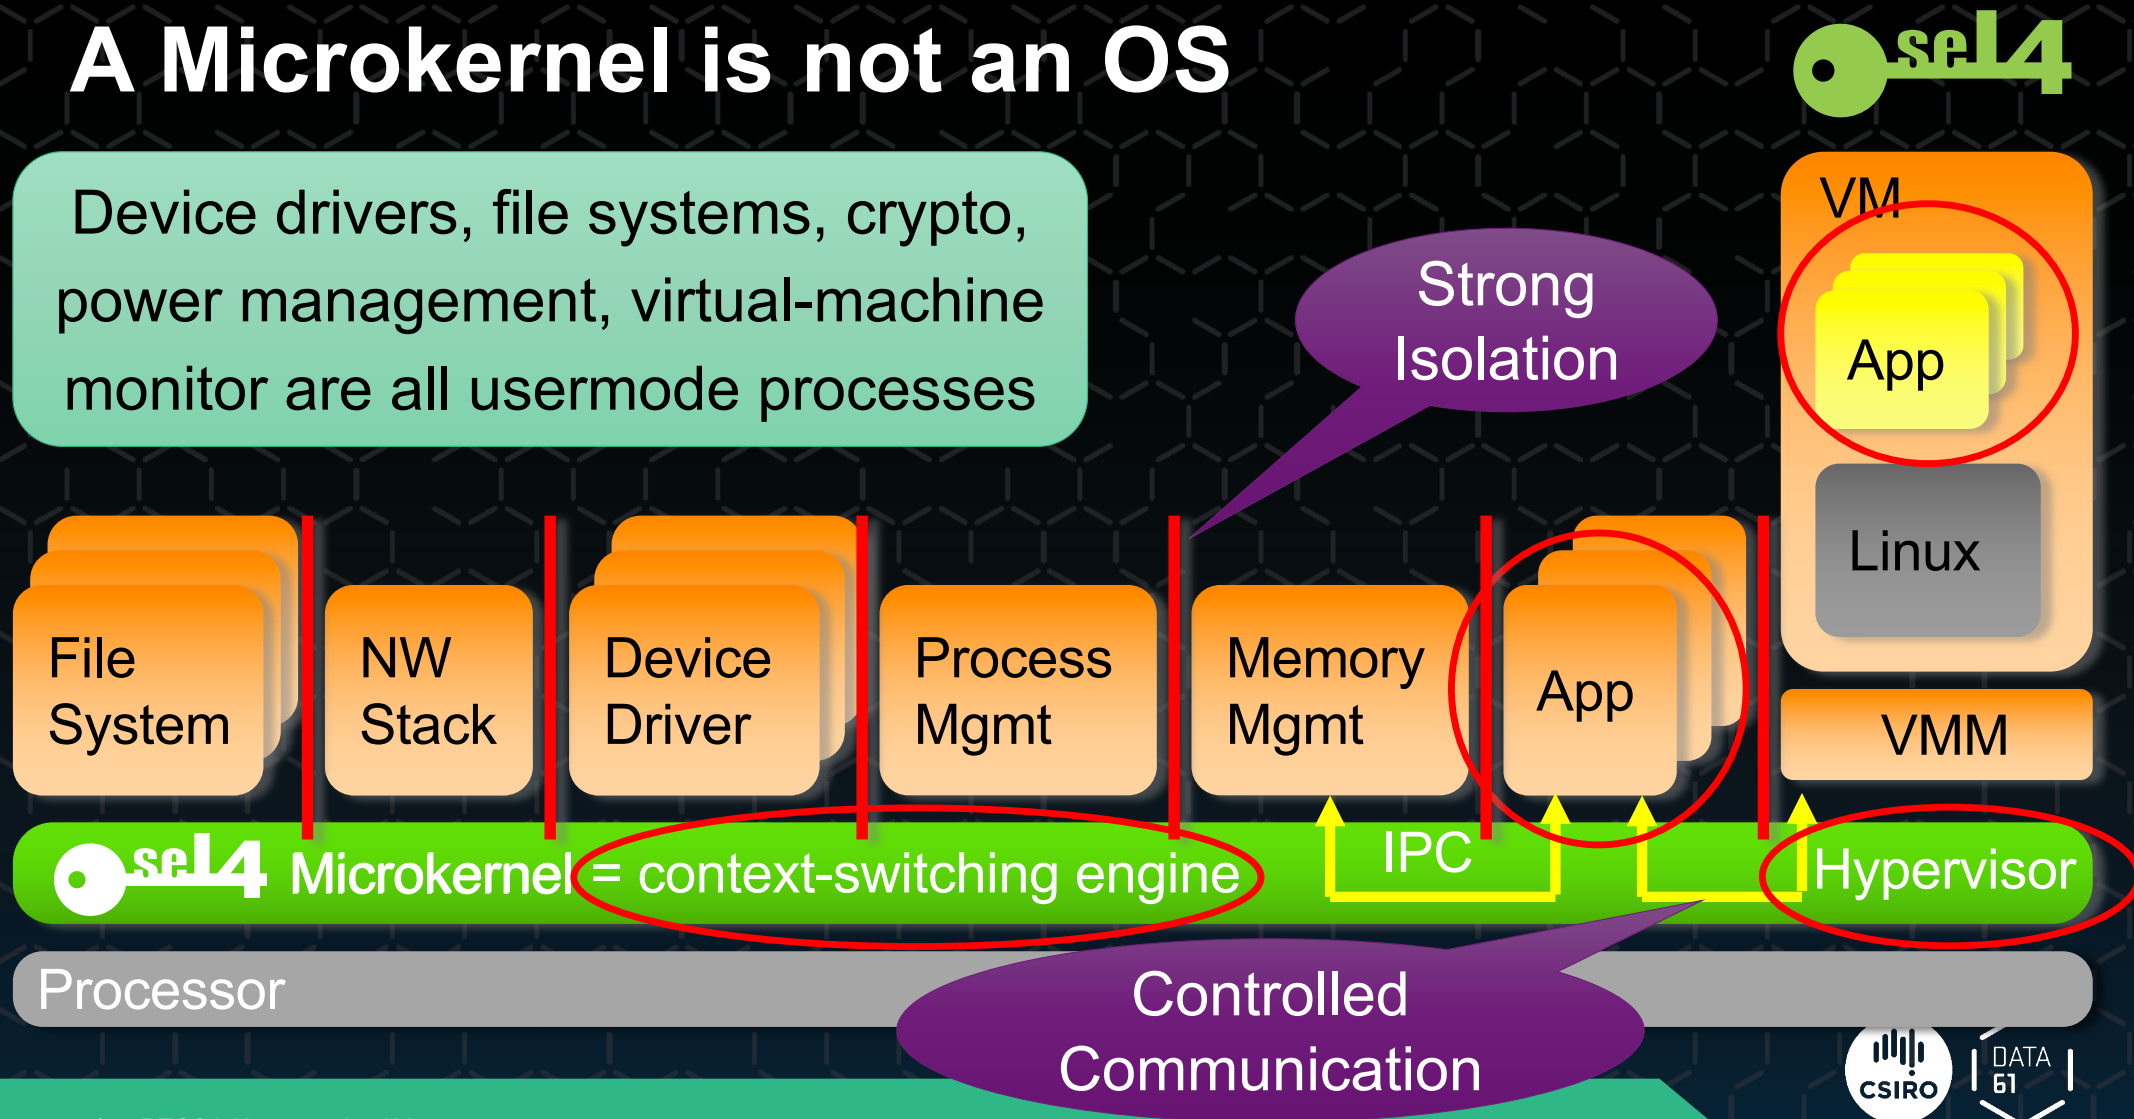 A Microkernel is not an OS
seL4
Device drivers, file systems, crypto,
power management, virtual-machine
monitor are all usermode processes
Strong
Isolation
VM
App
Linux
File
System
NW
Stack
Device
Driver
Process
Mgmt
Memory
Mgmt
App
VMM
seL4 Microkernel = context-switching engine
IPC
Hypervisor
Processor
Controlled
Communication
CSIRO
DATA
61